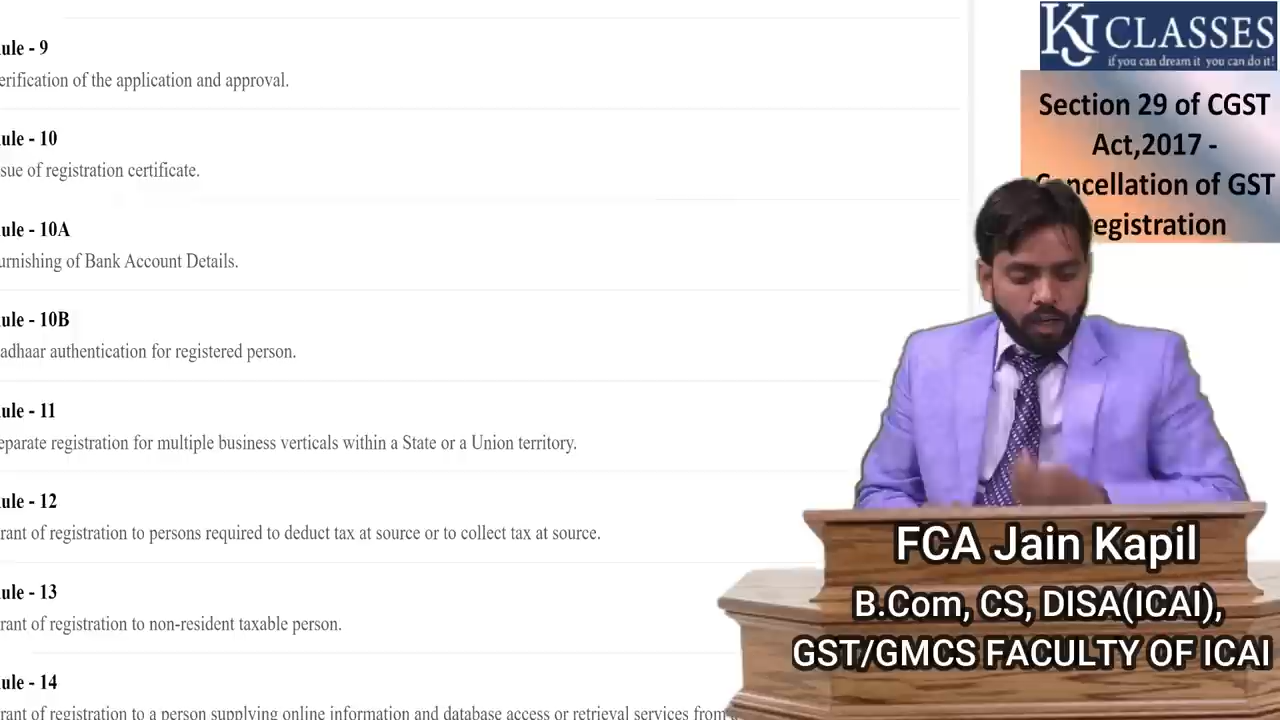 ule - 9
erification of the application and approval.
ule - 10
sue of registration certificate.
ule - 10A
urnishing of Bank Account Details.
ule - 10B
adhaar authentication for registered person.
ule - 11
eparate registration for multiple business verticals within a State or a Union territory.
ule - 12
rant of registration to persons required to deduct tax at source or to collect tax at source.
ule - 13
rant of registration to non-resident taxable person.
ule - 14
rant of registration to a person supplying online information and database access or retrieval services from
KJ CLASSES
if you can dream it you can do it!
Section 29 of CGST
Act,2017 -
Cancellation of GST
registration
FCA Jain Kapil
B.Com, CS, DISA(ICAI),
GST/GMCS FACULTY OF ICAI